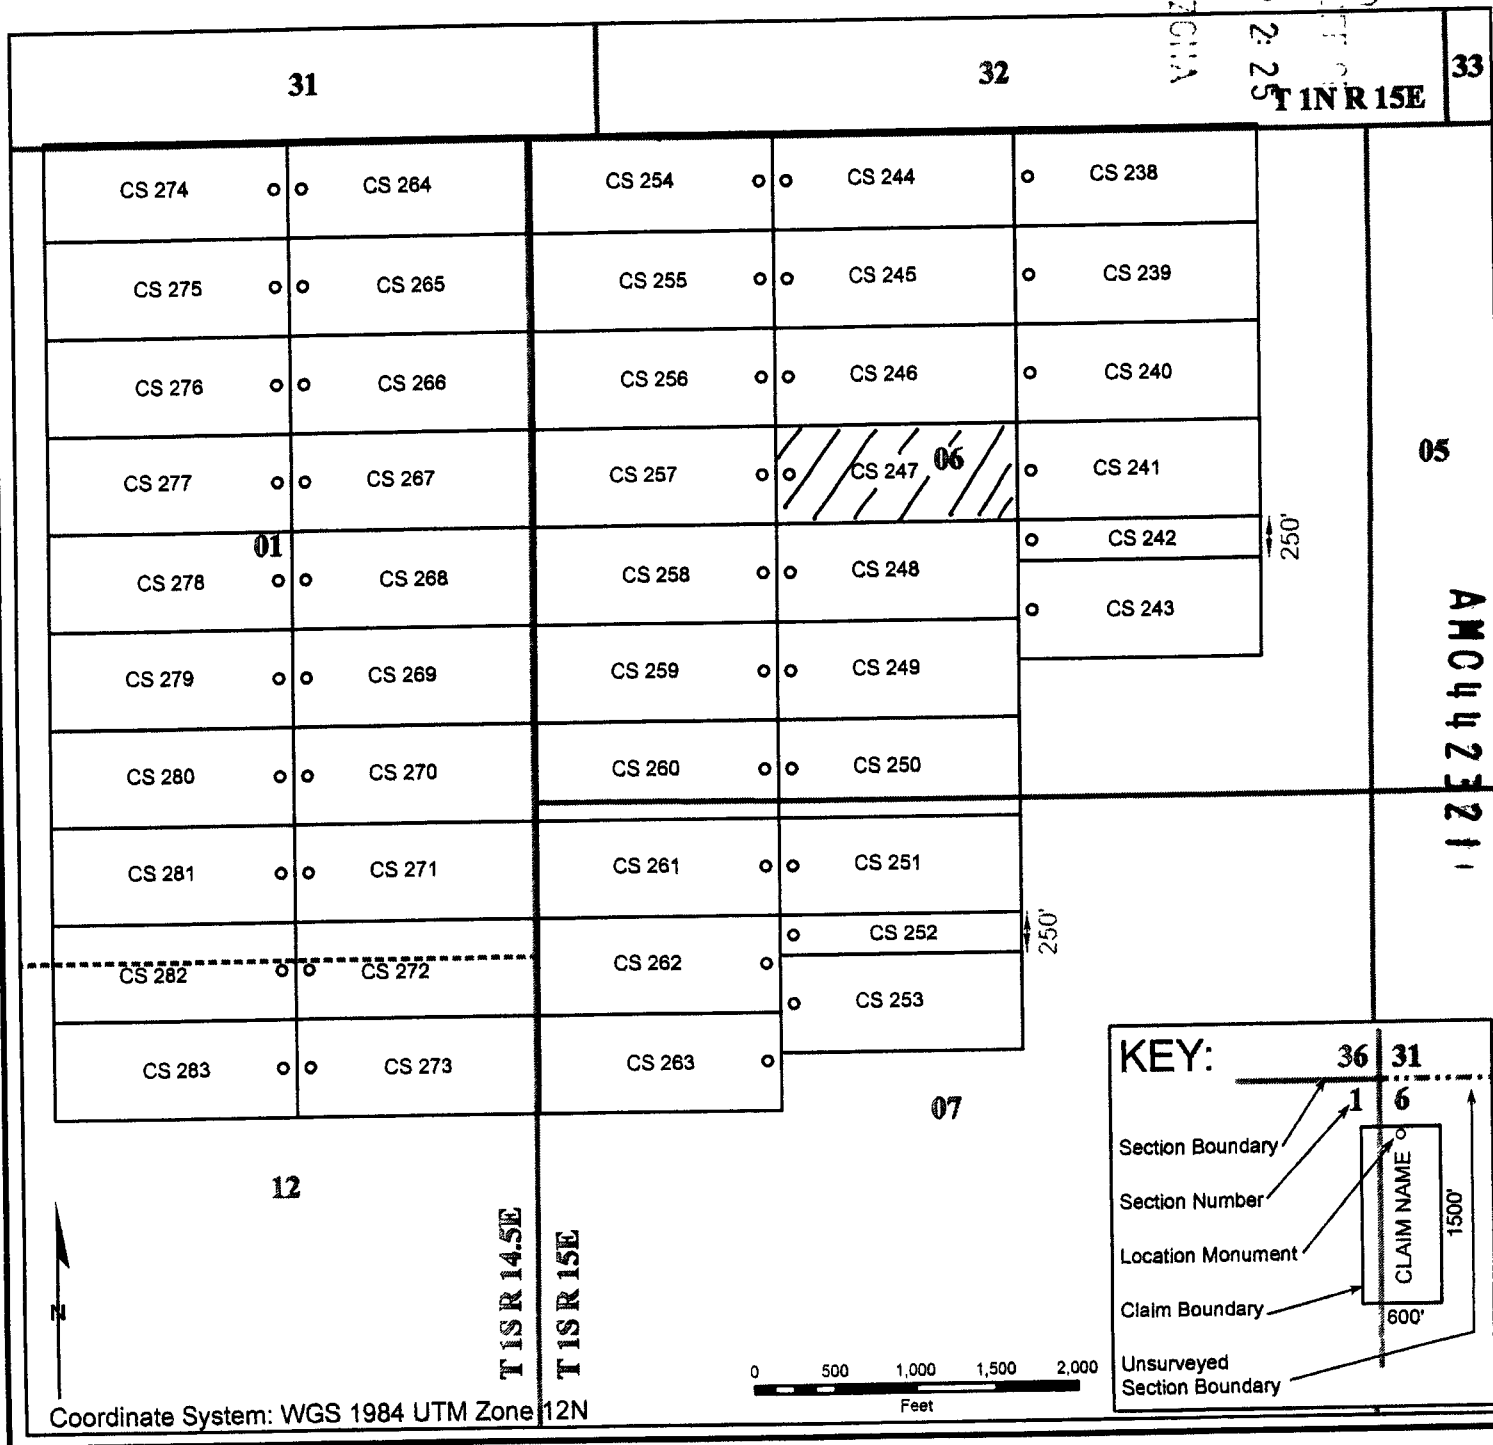 2: 25
31
32
33
T 1N R 15E
CS 274
CS 264
CS 254
CS 244
CS 238
CS 275
CS 265
CS 255
CS 245
CS 239
CS 276
CS 266
CS 256
CS 246
CS 240
CS 277
CS 267
CS 257
CS 247
06
CS 241
05
01
CS 278
CS 268
CS 258
CS 248
CS 242
250'
CS 243
CS 279
CS 269
CS 259
CS 249
AMC442321
CS 280
CS 270
CS 260
CS 250
CS 281
CS 271
CS 261
CS 251
CS 282
CS 272
CS 262
CS 252
250'
CS 253
CS 283
CS 273
CS 263
07
12
T 1S R 14.5E
T 1S R 15E
N
KEY:
36 31
1 6
Section Boundary
Section Number
Location Monument
Claim Boundary
Unsurveyed
Section Boundary
CLAIM NAME
1500'
600'
0 500 1,000 1,500 2,000
Feet
Coordinate System: WGS 1984 UTM Zone 12N